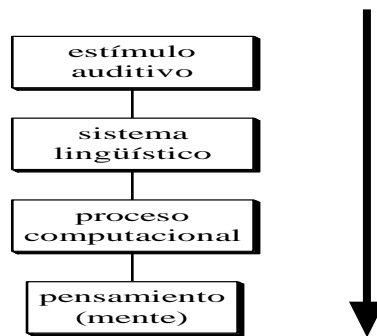 estímulo
auditivo
sistema
lingüístico
proceso
computacional
pensamiento
(mente)